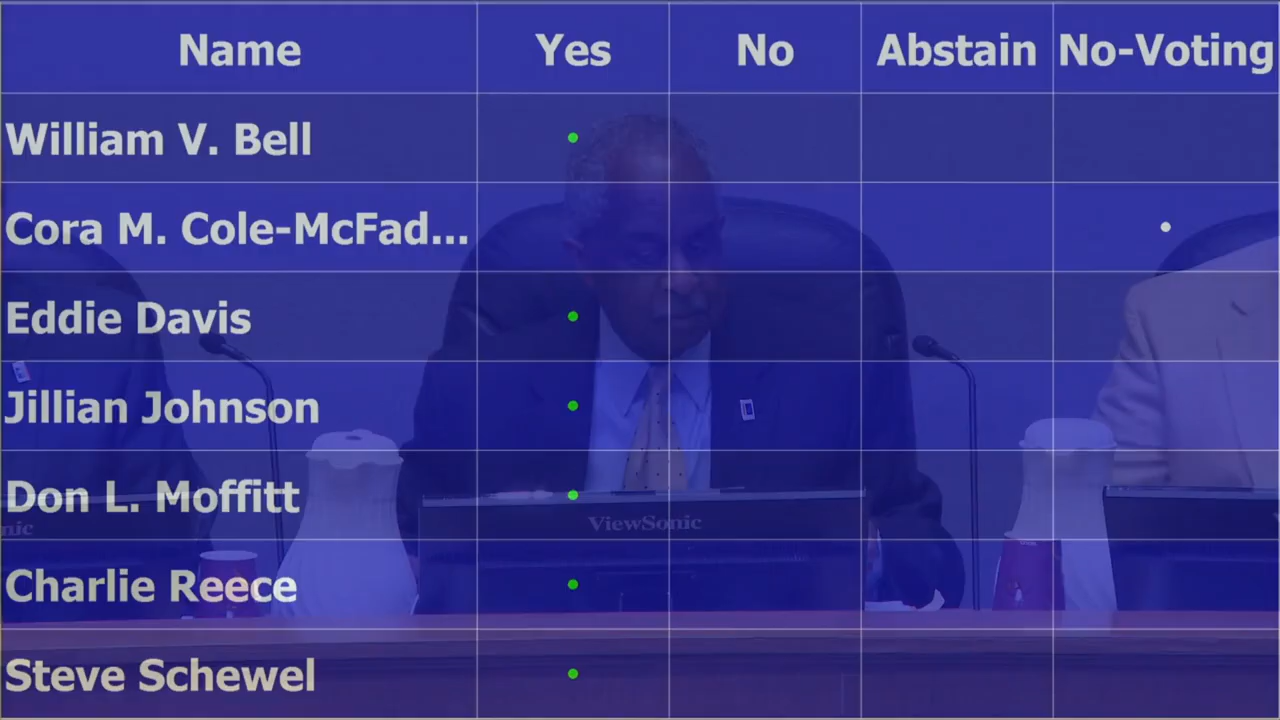 Name Yes No Abstain No-Voting
William V. Bell
Cora M. Cole-McFad...
Eddie Davis
Jillian Johnson
Don L. Moffitt
nic ViewSonic
Charlie Reece
Steve Schewel